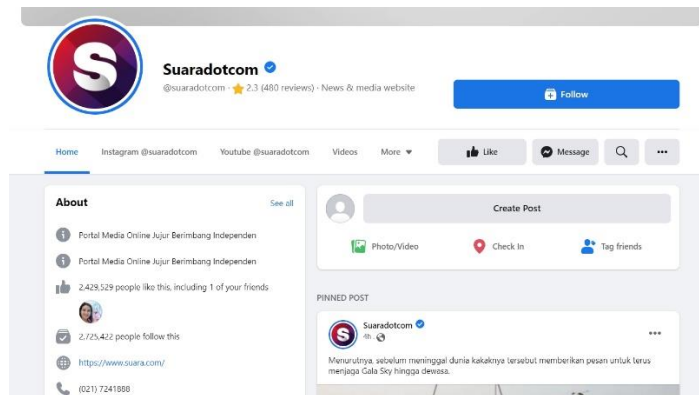 S
Suaradotcom
@suaradotcom · 2.3 (480 reviews) · News & media website
Follow
Home Instagram @suaradotcom Youtube @suaradotcom Videos More
Like Message
About See all
Portal Media Online Jujur Berimbang Independen
Portal Media Online Jujur Berimbang Independen
2,429,529 people like this, including 1 of your friends
2,725,422 people follow this
https://www.suara.com/
(021) 7241888
Create Post
Photo/Video Check In Tag friends
PINNED POST
S
Suaradotcom
4h ·
Menurutnya, sebelum meninggal dunia kakaknya tersebut memberikan pesan untuk terus
menjaga Gala Sky hingga dewasa.